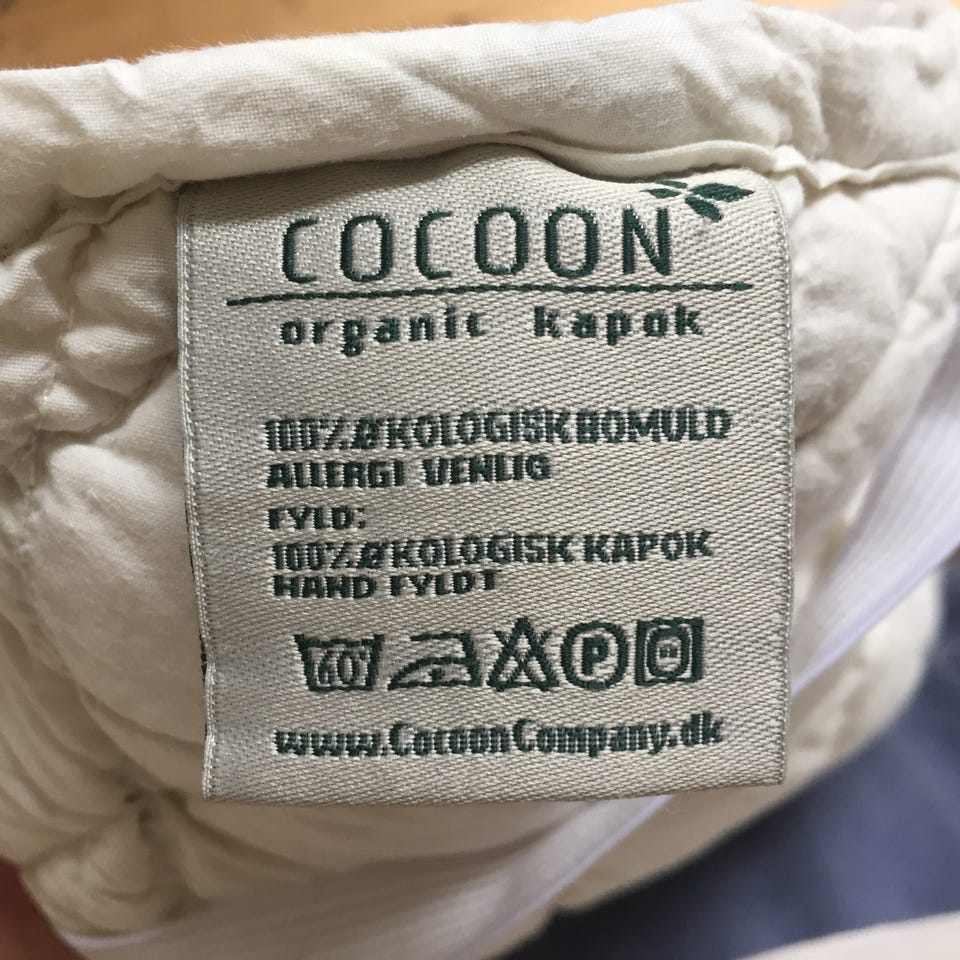 COCOON
organic kapok
100% ØKOLOGISK BOMULD
ALLERGI VENLIG
FYLD:
100% ØKOLOGISK KAPOK
HAND FYLDT
60
P
www.CocoonCompany.dk